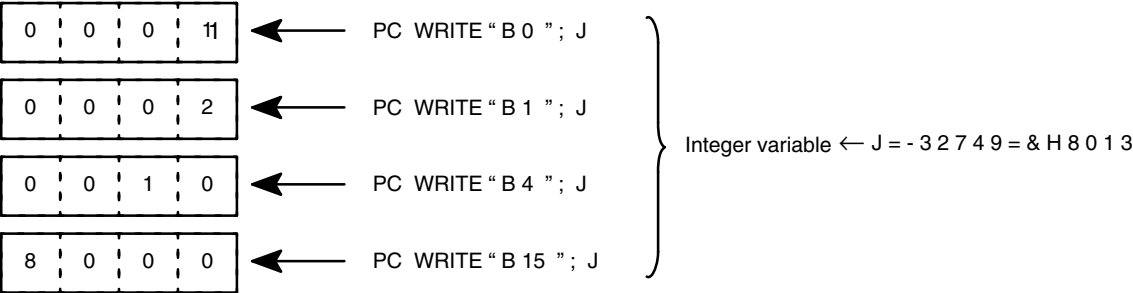 0 0 0 11 PC WRITE “ B 0 ” ; J
0 0 0 2 PC WRITE “ B 1 ” ; J
Integer variable ← J = - 3 2 7 4 9 = & H 8 0 1 3
0 0 1 0 PC WRITE “ B 4 ” ; J
8 0 0 0 PC WRITE “ B 15 ” ; J